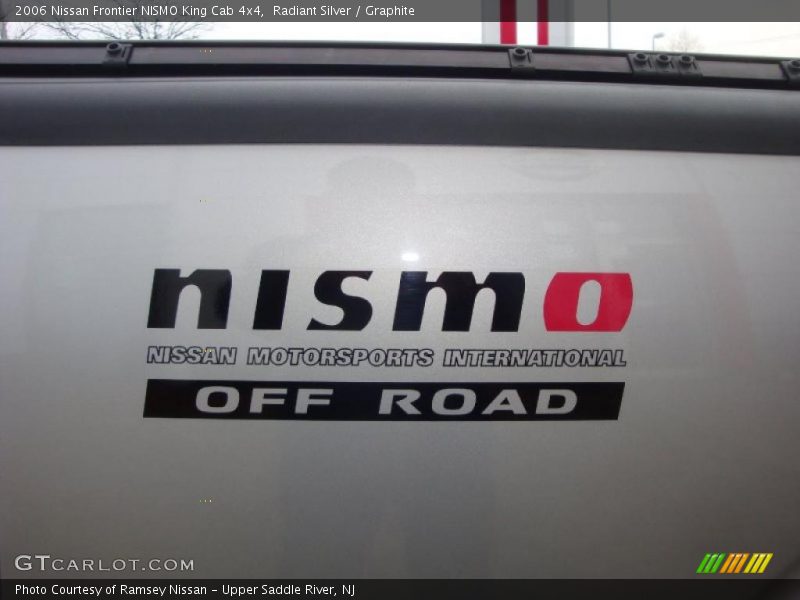 2006 Nissan Frontier NISMO King Cab 4x4, Radiant Silver / Graphite
nismo
NISSAN MOTORSPORTS INTERNATIONAL
OFF ROAD
GTCARLOT.COM
Photo Courtesy of Ramsey Nissan - Upper Saddle River, NJ